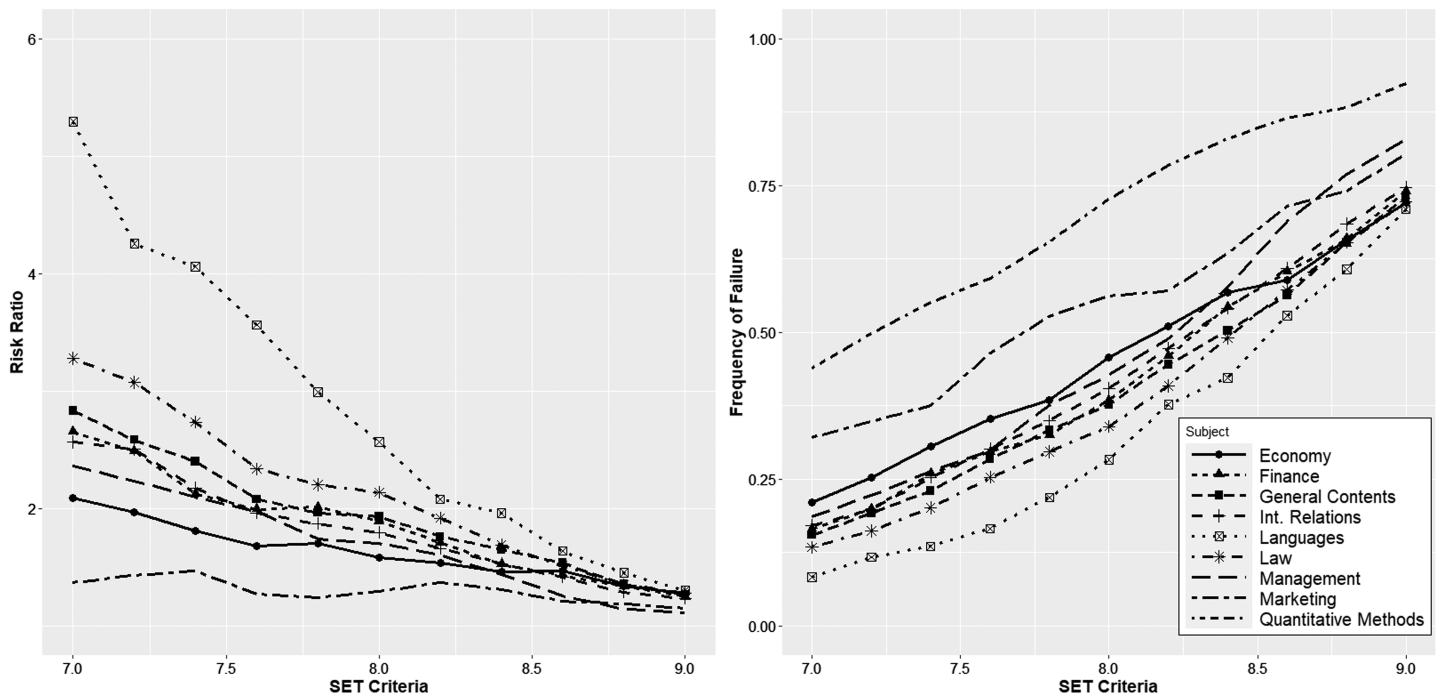 Risk Ratio
6
4
2
7.0 7.5 8.0 8.5 9.0
SET Criteria
Frequency of Failure
1.00
0.75
0.50
0.25
0.00
7.0 7.5 8.0 8.5 9.0
SET Criteria
Subject
Economy
Finance
General Contents
Int. Relations
Languages
Law
Management
Marketing
Quantitative Methods